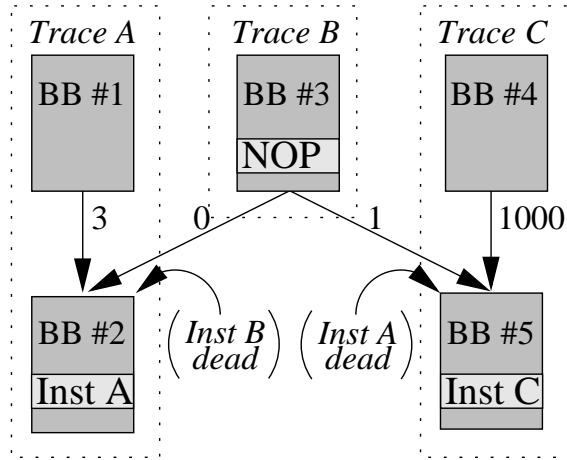 Trace A
Trace B
Trace C
BB #1
BB #3
BB #4
NOP
3
0
1
1000
BB #2
Inst B
dead
Inst A
dead
BB #5
Inst A
Inst C